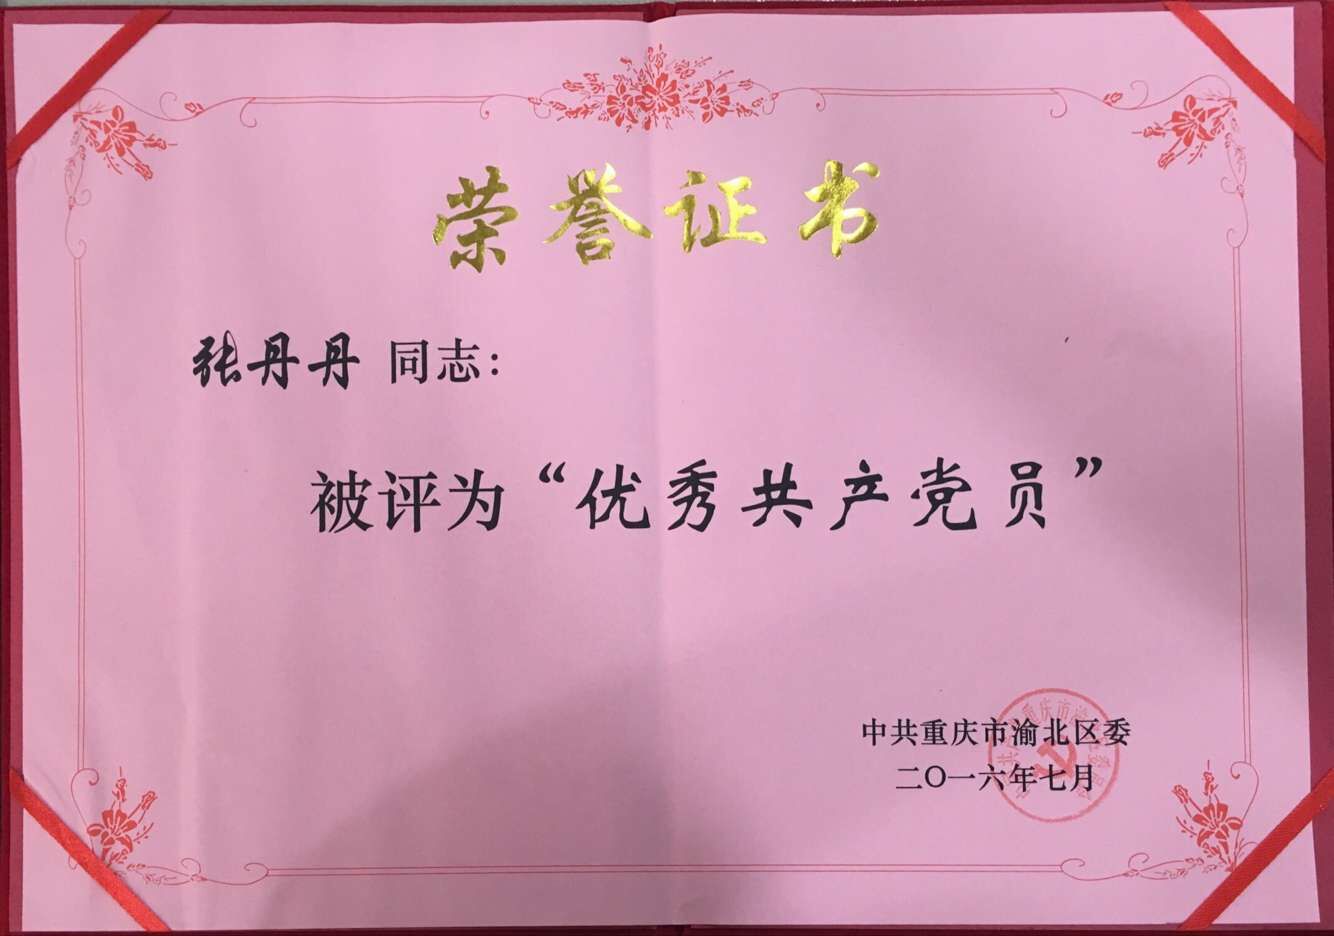 荣誉证书
张丹丹 同志：
被评为“优秀共产党员”
中共重庆市渝北区委
二〇一六年七月